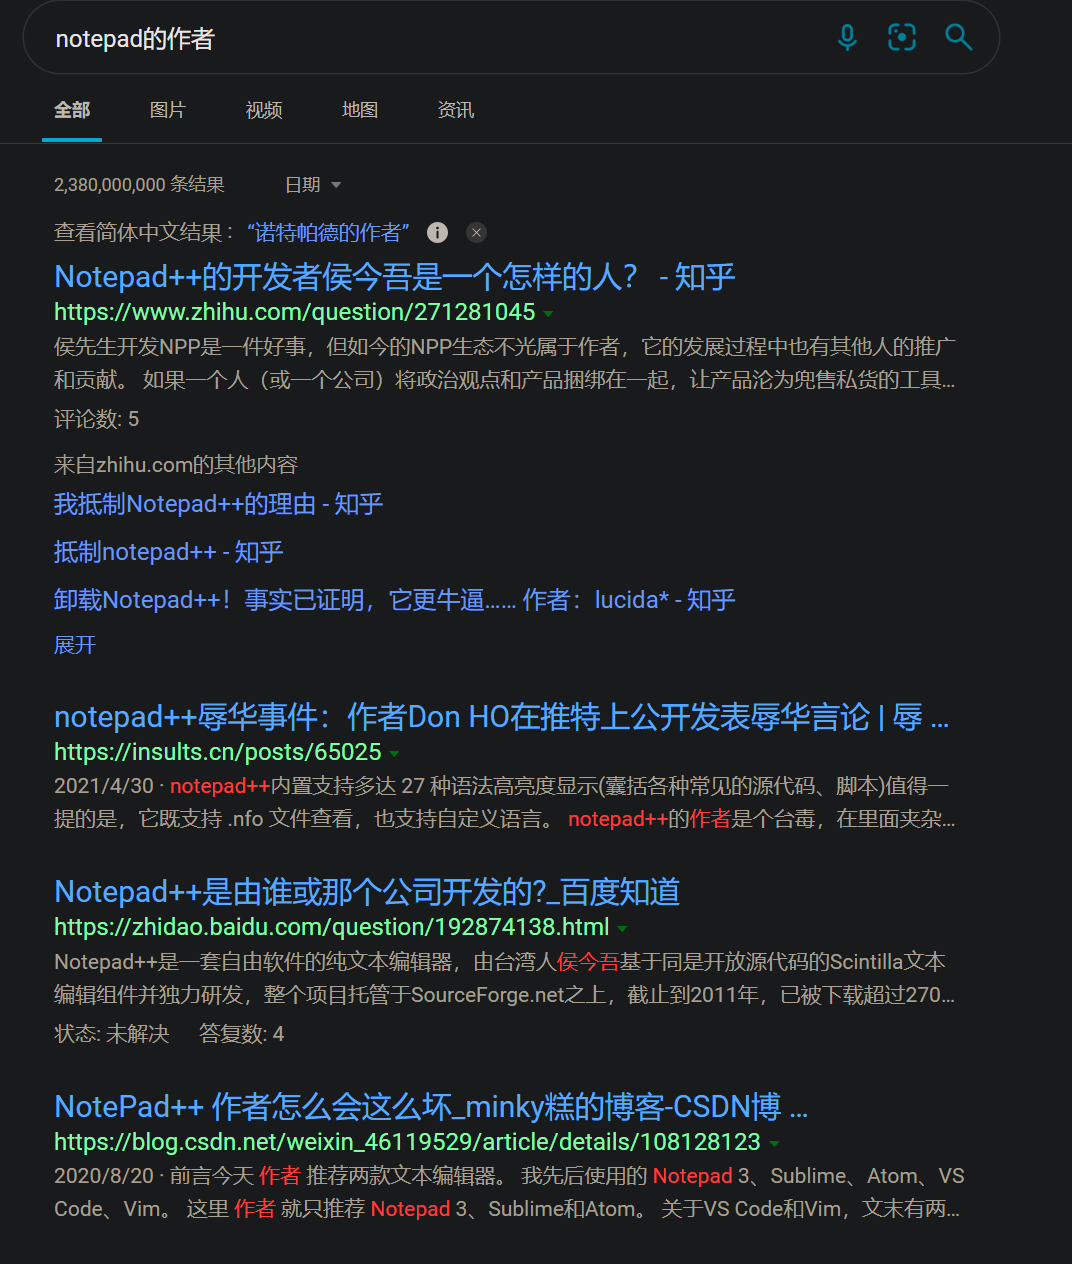 notepad的作者
全部 图片 视频 地图 资讯
2,380,000,000 条结果 日期
查看简体中文结果：“诺特帕德的作者”
Notepad++的开发者侯今吾是一个怎样的人？ - 知乎
https://www.zhihu.com/question/271281045
侯先生开发NPP是一件好事，但如今的NPP生态不光属于作者，它的发展过程中也有其他人的推广
和贡献。 如果一个人（或一个公司）将政治观点和产品捆绑在一起，让产品沦为兜售私货的工具...
评论数: 5
来自zhihu.com的其他内容
我抵制Notepad++的理由 - 知乎
抵制notepad++ - 知乎
卸载Notepad++！事实已证明，它更牛逼…… 作者：lucida* - 知乎
展开
notepad++辱华事件：作者Don HO在推特上公开发表辱华言论 | 辱 ...
https://insults.cn/posts/65025
2021/4/30 · notepad++内置支持多达 27 种语法高亮度显示(囊括各种常见的源代码、脚本)值得一
提的是，它既支持 .nfo 文件查看，也支持自定义语言。 notepad++的作者是个台毒，在里面夹杂...
Notepad++是由谁或那个公司开发的?_百度知道
https://zhidao.baidu.com/question/192874138.html
Notepad++是一套自由软件的纯文本编辑器，由台湾人侯今吾基于同是开放源代码的Scintilla文本
编辑组件并独力研发，整个项目托管于SourceForge.net之上，截止到2011年，已被下载超过270...
状态: 未解决 答复数: 4
NotePad++ 作者怎么会这么坏_minky糕的博客-CSDN博 ...
https://blog.csdn.net/weixin_46119529/article/details/108128123
2020/8/20 · 前言今天 作者 推荐两款文本编辑器。 我先后使用的 Notepad 3、Sublime、Atom、VS
Code、Vim。 这里 作者 就只推荐 Notepad 3、Sublime和Atom。 关于VS Code和Vim，文末有两...